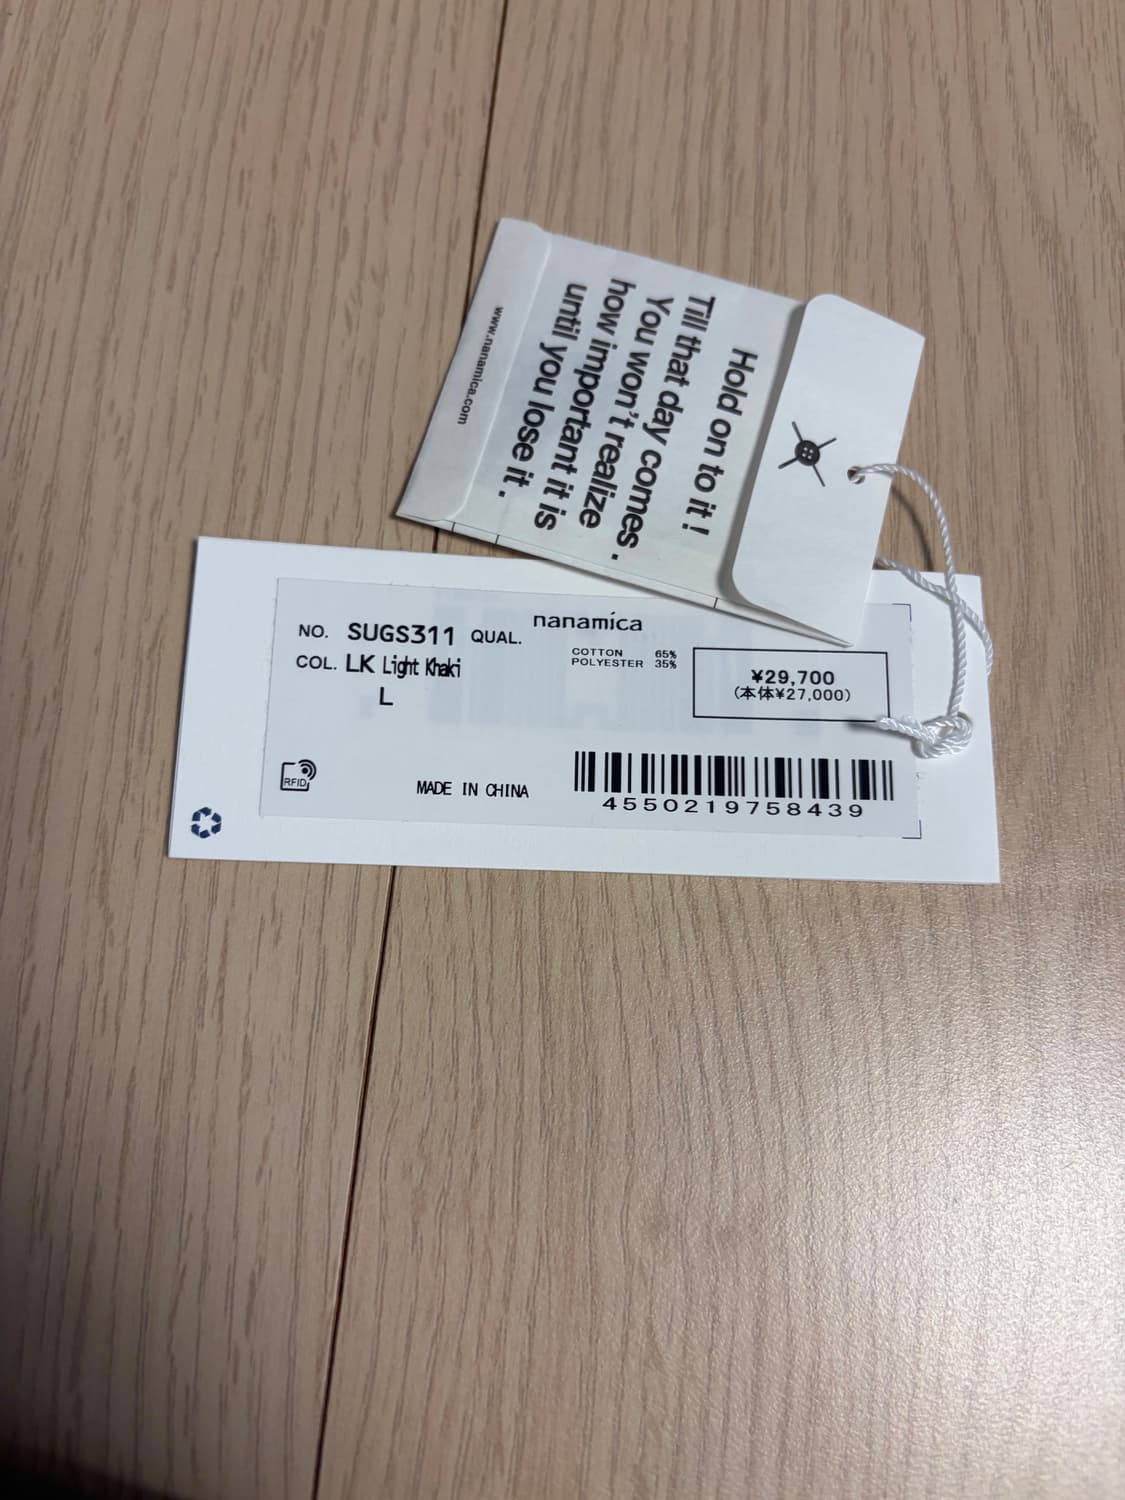 Hold on to it !
Till that day comes.
You won't realize
how important it is
until you lose it .
www.nanamica.com
nanamica
NO. SUGS311 QUAL.
COTTON 65%
POLYESTER 35%
COL. LK Light Khaki
L
¥29,700
(本体¥27,000)
RFID
MADE IN CHINA
4550219758439